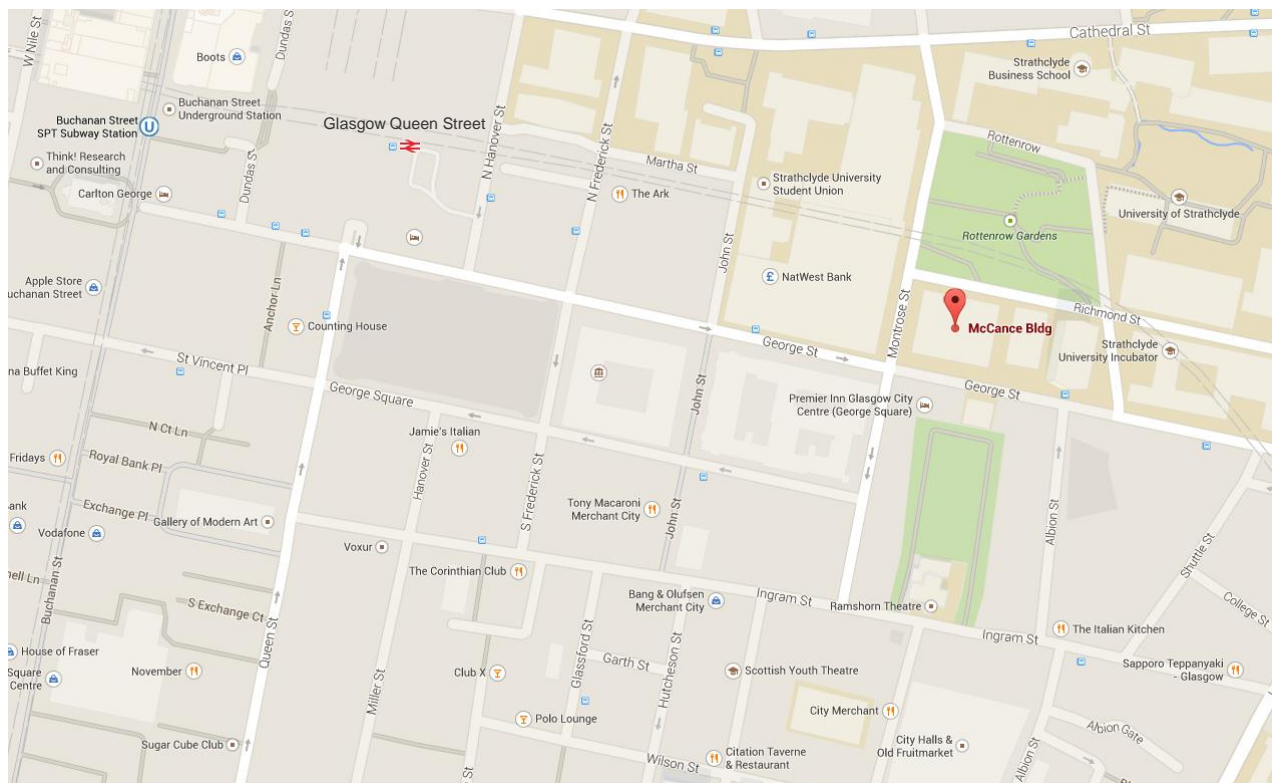 Cathedral St
W Nile St
Dundas St
Boots
Strathclyde
Business School
Buchanan Street
Underground Station
Buchanan Street
SPT Subway Station
U
Glasgow Queen Street
N Hanover St
N Frederick St
Rottenrow
Think! Research
and Consulting
Martha St
Dundas St
Carlton George
The Ark
Strathclyde University
Student Union
University of Strathclyde
Rottenrow Gardens
John St
NatWest Bank
£
Apple Store
Buchanan Street
Anchor Ln
Montrose St
Richmond St
Counting House
McCance Bldg
George St
Strathclyde
University Incubator
St Vincent Pl
na Buffet King
George Square
George St
John St
Premier Inn Glasgow City
Centre (George Square)
N Ct Ln
Jamie's Italian
Hanover St
Fridays
Royal Bank Pl
S Frederick St
Exchange Pl
Gallery of Modern Art
Tony Macaroni
Merchant City
John St
Albion St
Shuttle St
ank
Vodafone
Voxur
The Corinthian Club
nell Ln
Buchanan St
S Exchange Ct
Queen St
Bang & Olufsen
Merchant City
Ingram St
Ramshorn Theatre
College St
Ingram St
The Italian Kitchen
House of Fraser
Square
Centre
November
Miller St
Glassford St
Garth St
Hutcheson St
Club X
Scottish Youth Theatre
Sapporo Teppanyaki
- Glasgow
Polo Lounge
City Merchant
Albion Gate
Sugar Cube Club
City Halls &
Old Fruitmarket
Albion St
Wilson St
Citation Taverne
& Restaurant